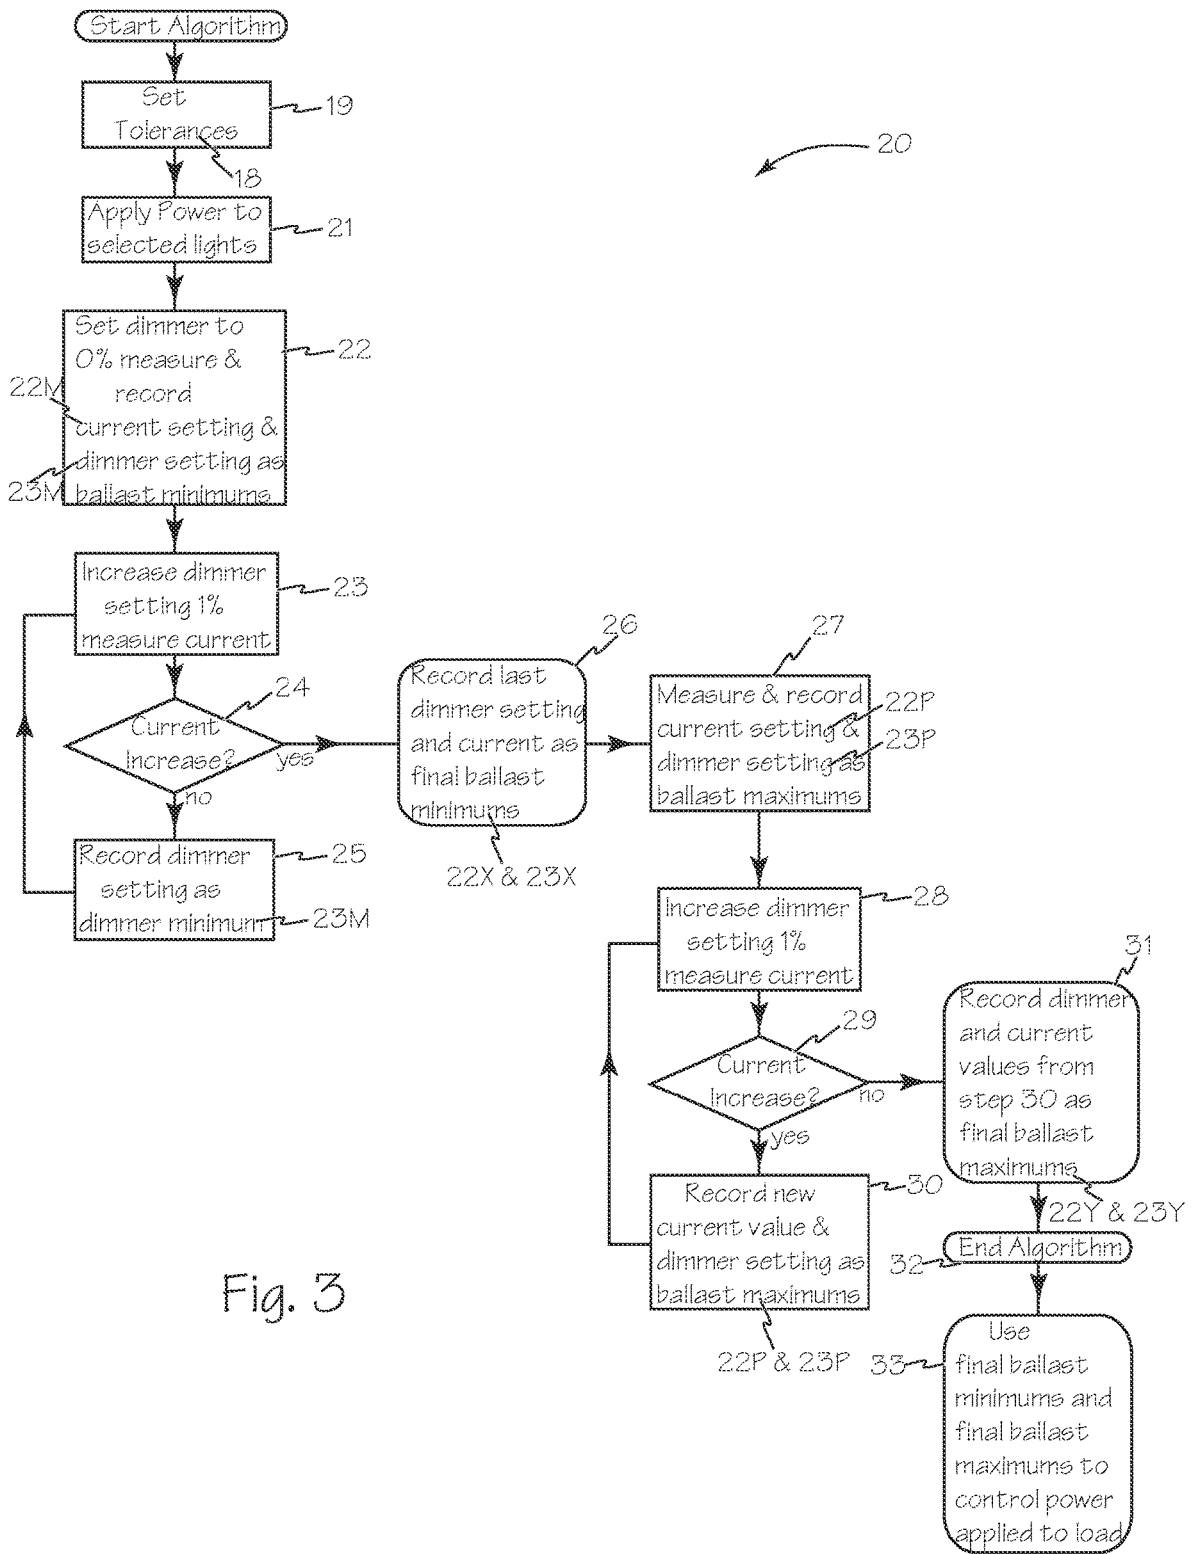 Start Algorithm
Set
Tolerances
19
18
20
Apply Power to
selected lights
21
Set dimmer to
0% measure &
record
current setting &
dimmer setting as
ballast minimums
22
22M
23M
Increase dimmer
setting 1%
measure current
23
Current
Increase?
24
yes
no
Record dimmer
setting as
dimmer minimum
25
23M
Record last
dimmer setting
and current as
final ballast
minimums
26
22X & 23X
Measure & record
current setting &
dimmer setting as
ballast maximums
27
22P
23P
Increase dimmer
setting 1%
measure current
28
Current
Increase?
29
no
yes
Record new
current value &
dimmer setting as
ballast maximums
30
22P & 23P
Record dimmer
and current
values from
step 30 as
final ballast
maximums
31
22Y & 23Y
End Algorithm
32
Use
final ballast
minimums and
final ballast
maximums to
control power
applied to load
33
Fig. 3